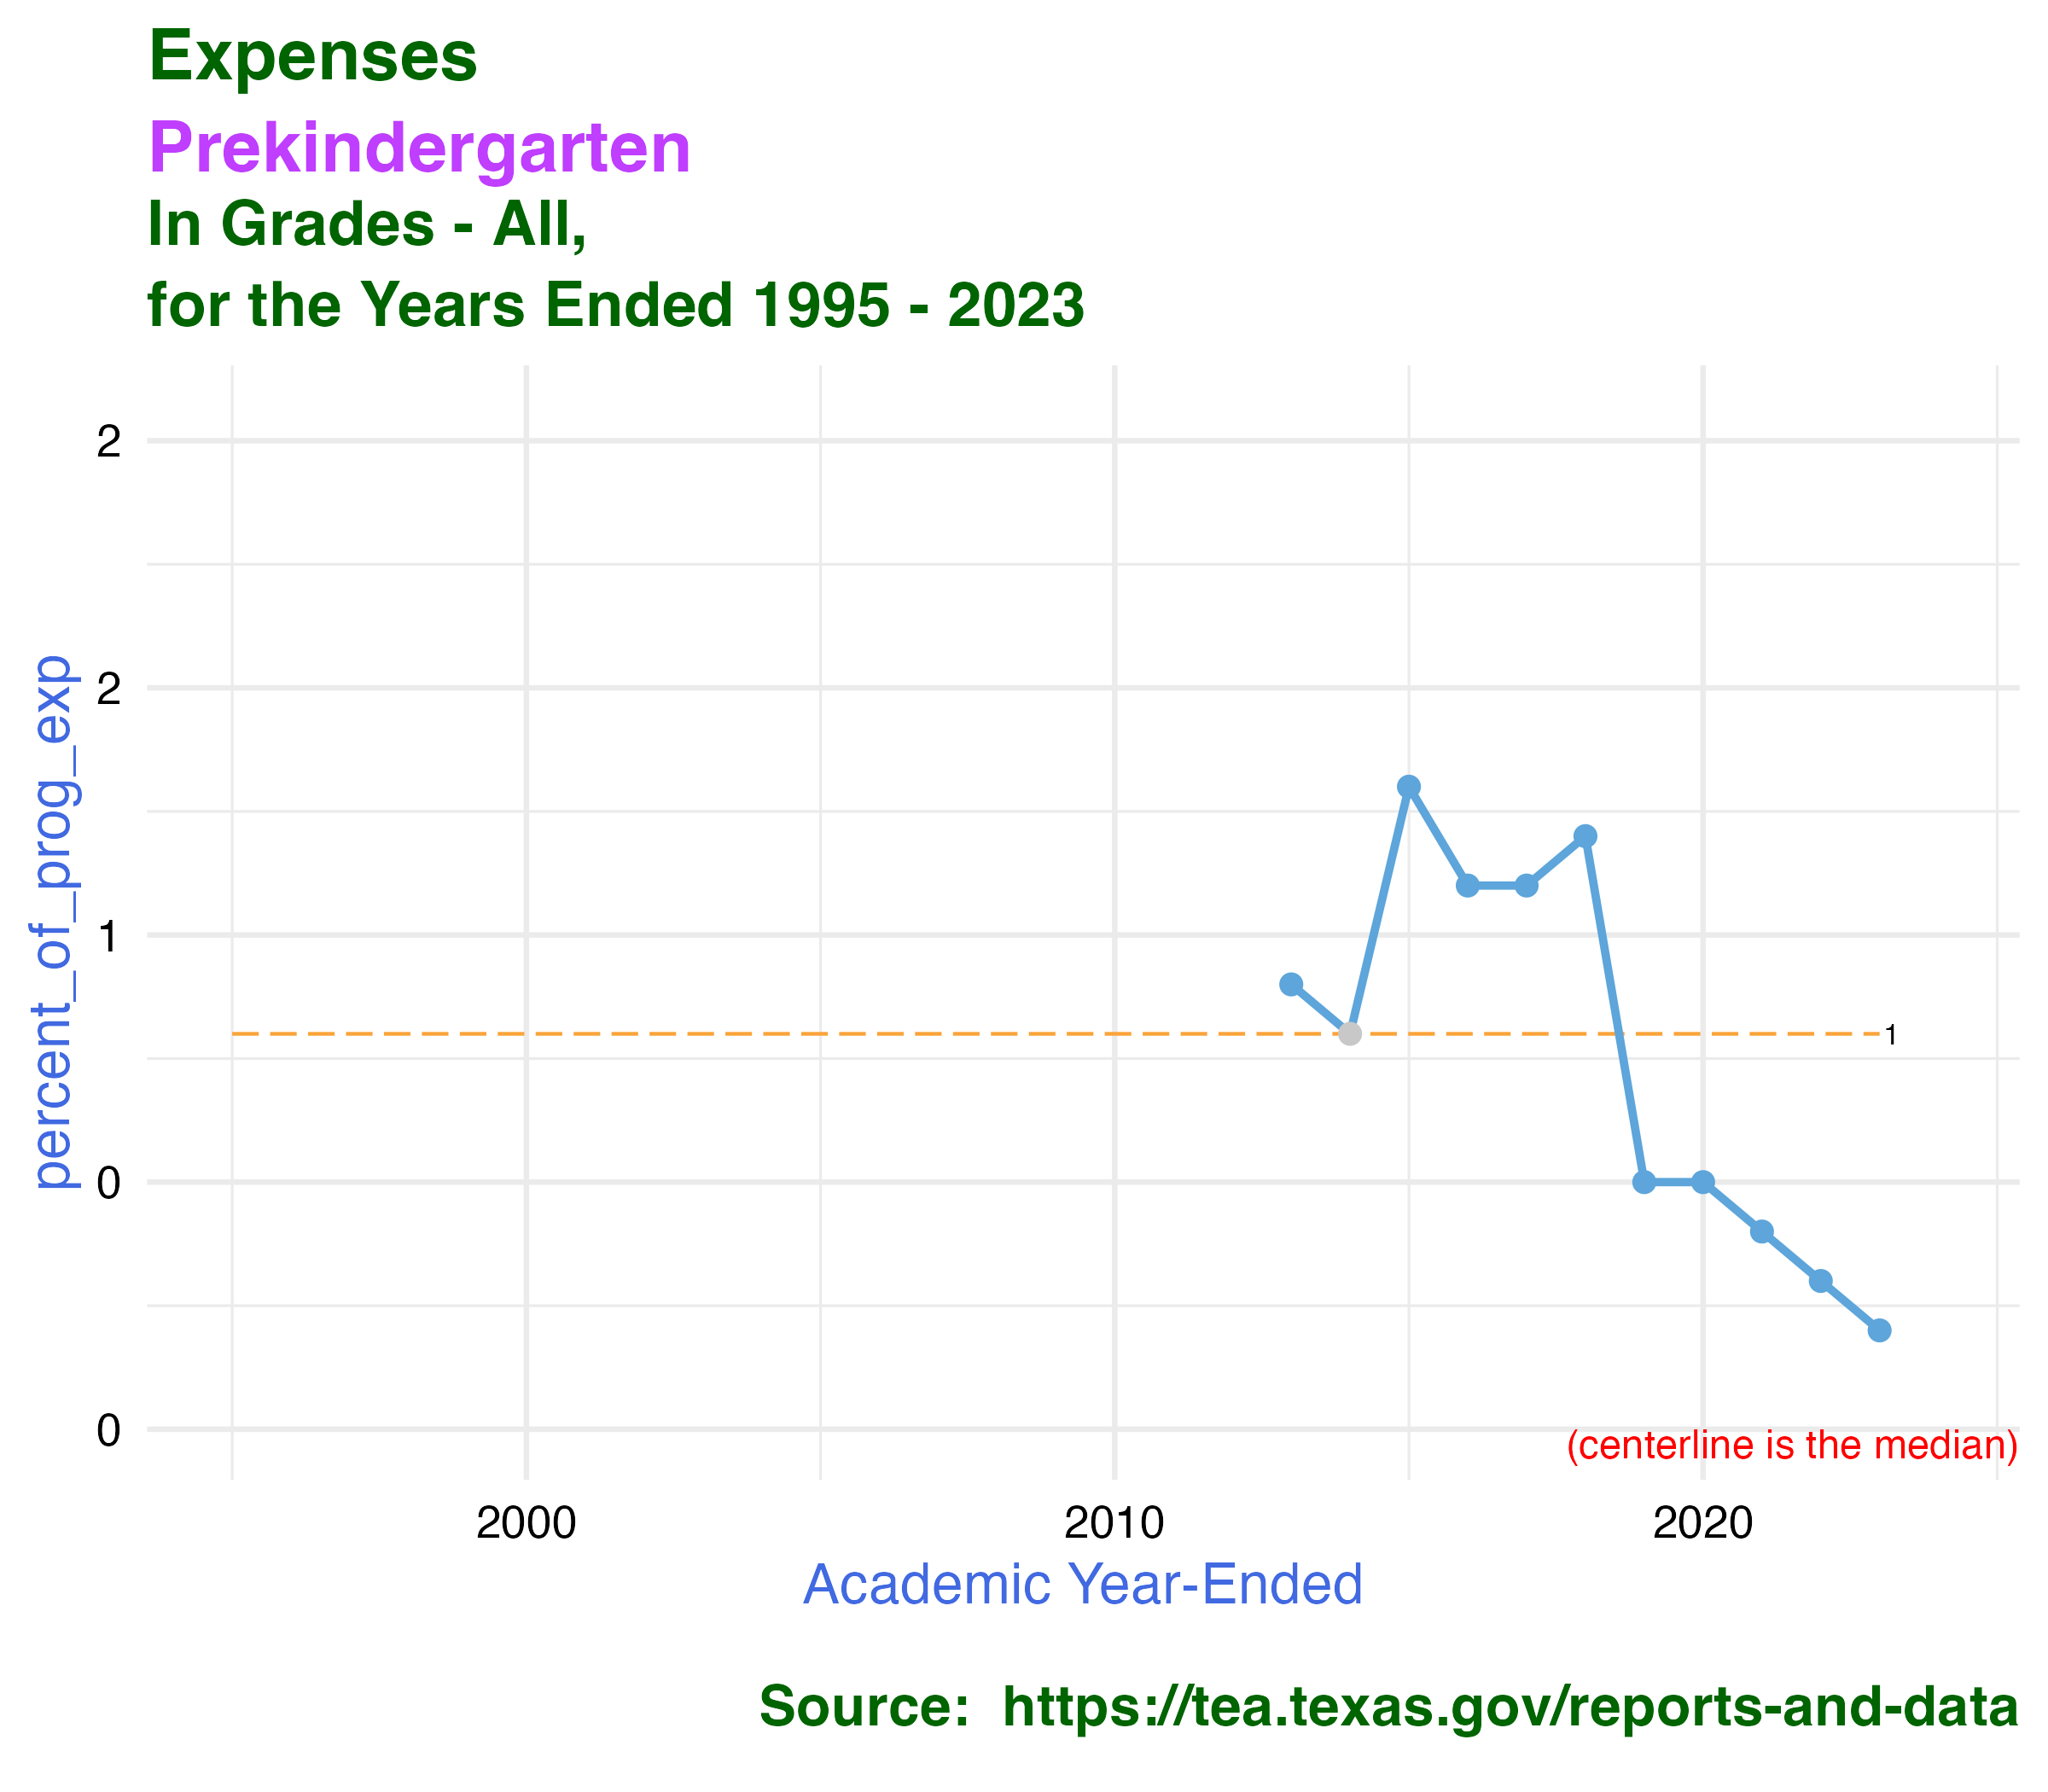 Expenses
Prekindergarten
In Grades - All,
for the Years Ended 1995 - 2023
percent_of_prog_exp
2
2
1
0
0
1
(centerline is the median)
2000 2010 2020
Academic Year-Ended
Source: https://tea.texas.gov/reports-and-data